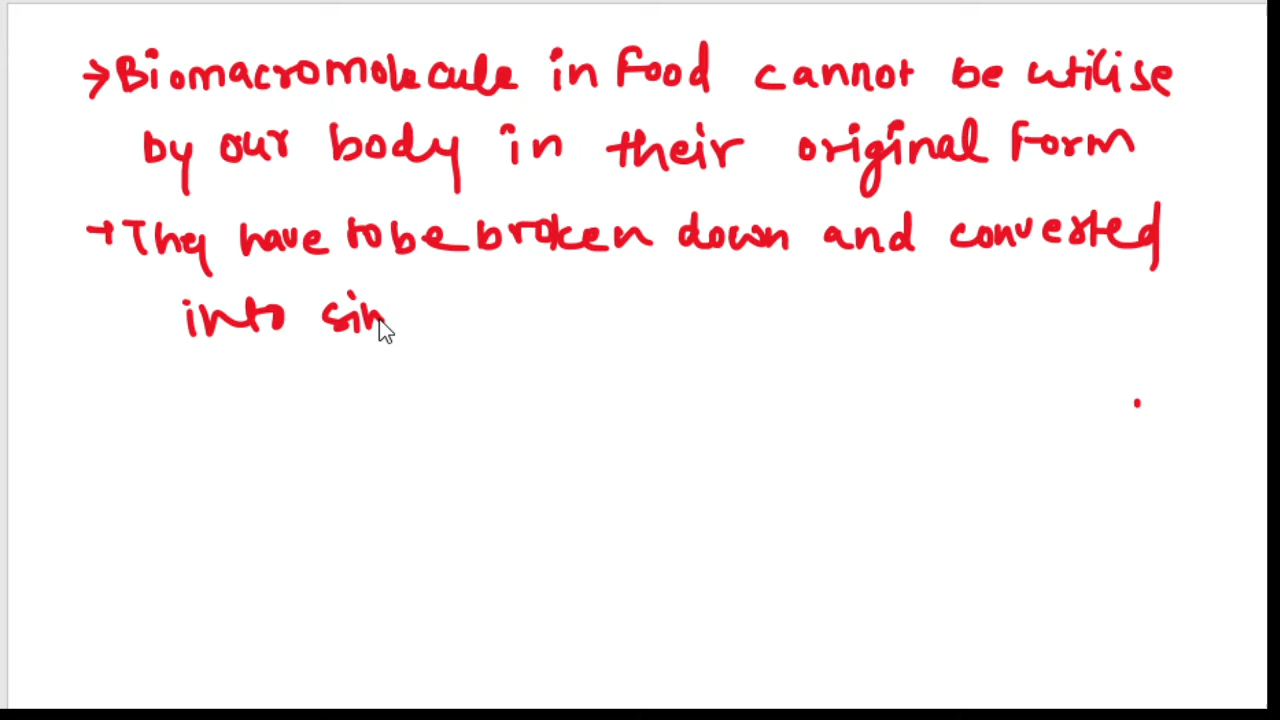 → Biomacromolecule in food cannot be utilise
by our body in their original form
→ They have to be broken down and converted
into sim